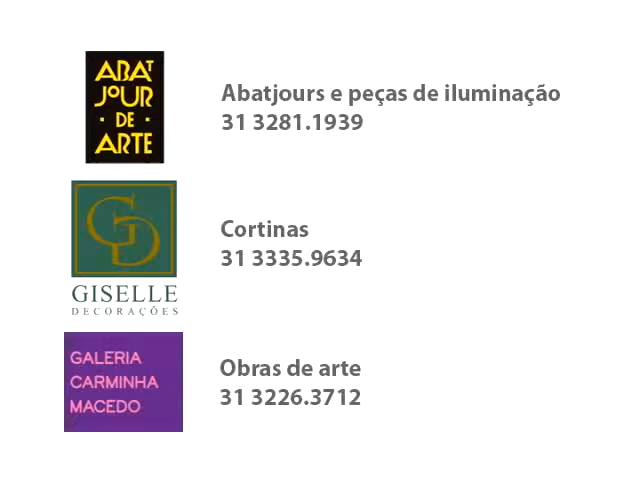 ABAT
JOUR
· DE ·
ARTE
Abatjours e peças de iluminação
31 3281.1939
GD
GISELLE
DECORAÇÕES
Cortinas
31 3335.9634
GALERIA
CARMINHA
MACEDO
Obras de arte
31 3226.3712